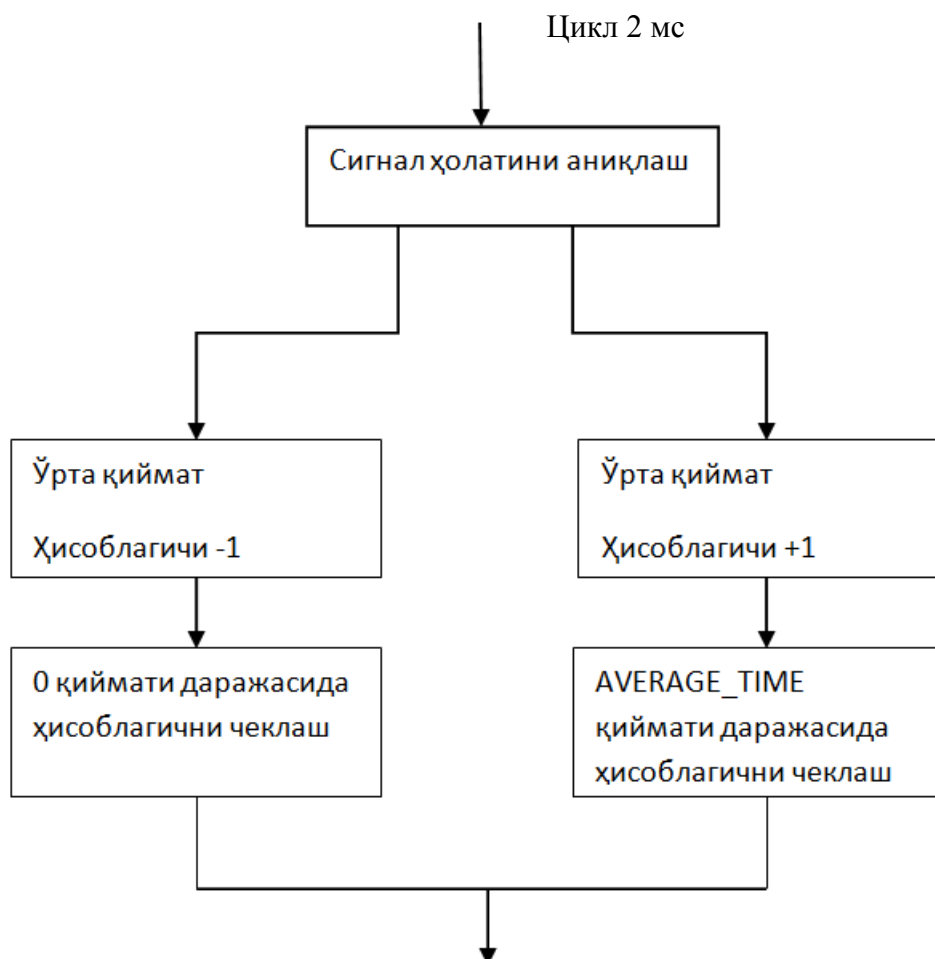 Цикл 2 мс
Сигнал ҳолатини аниқлаш
Ўрта қиймат
Ҳисоблагичи -1
Ўрта қиймат
Ҳисоблагичи +1
0 қиймати даражасида
ҳисоблагични чеклаш
AVERAGE_TIME
қиймати даражасида
ҳисоблагични чеклаш